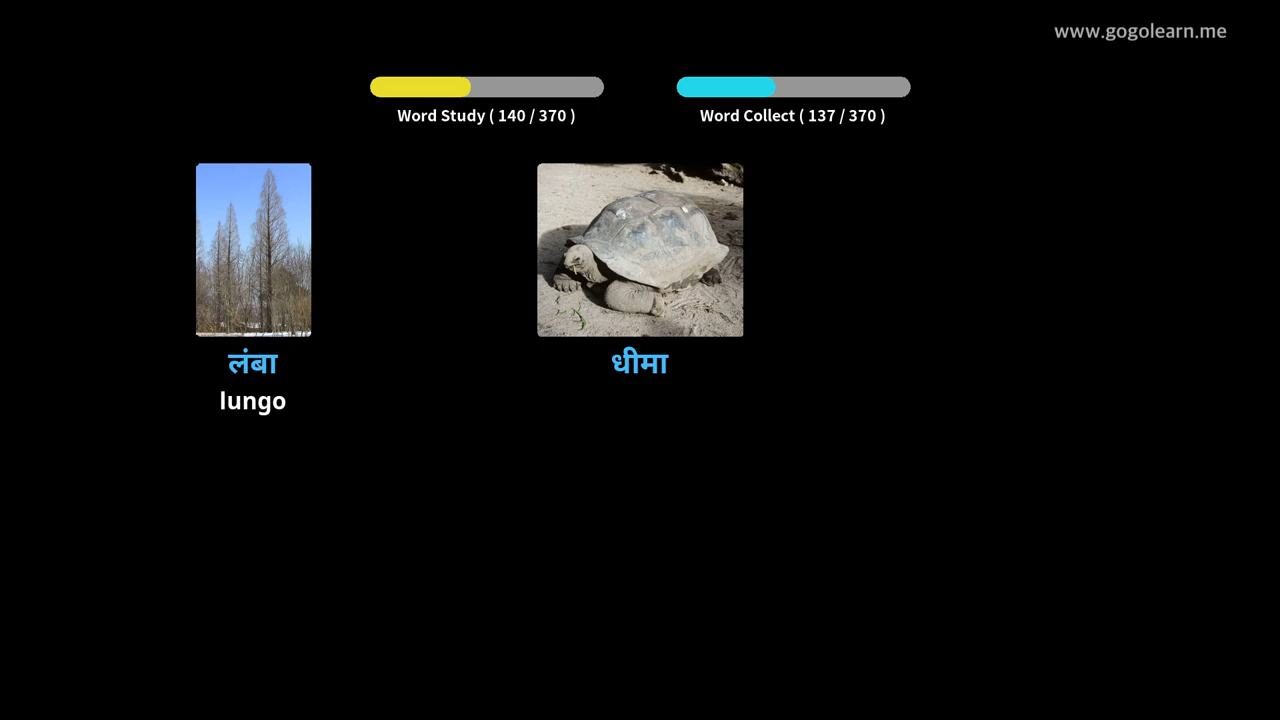 www.gogolearn.me
Word Study ( 140 / 370 )
Word Collect ( 137 / 370 )
लंबा
धीमा
lungo